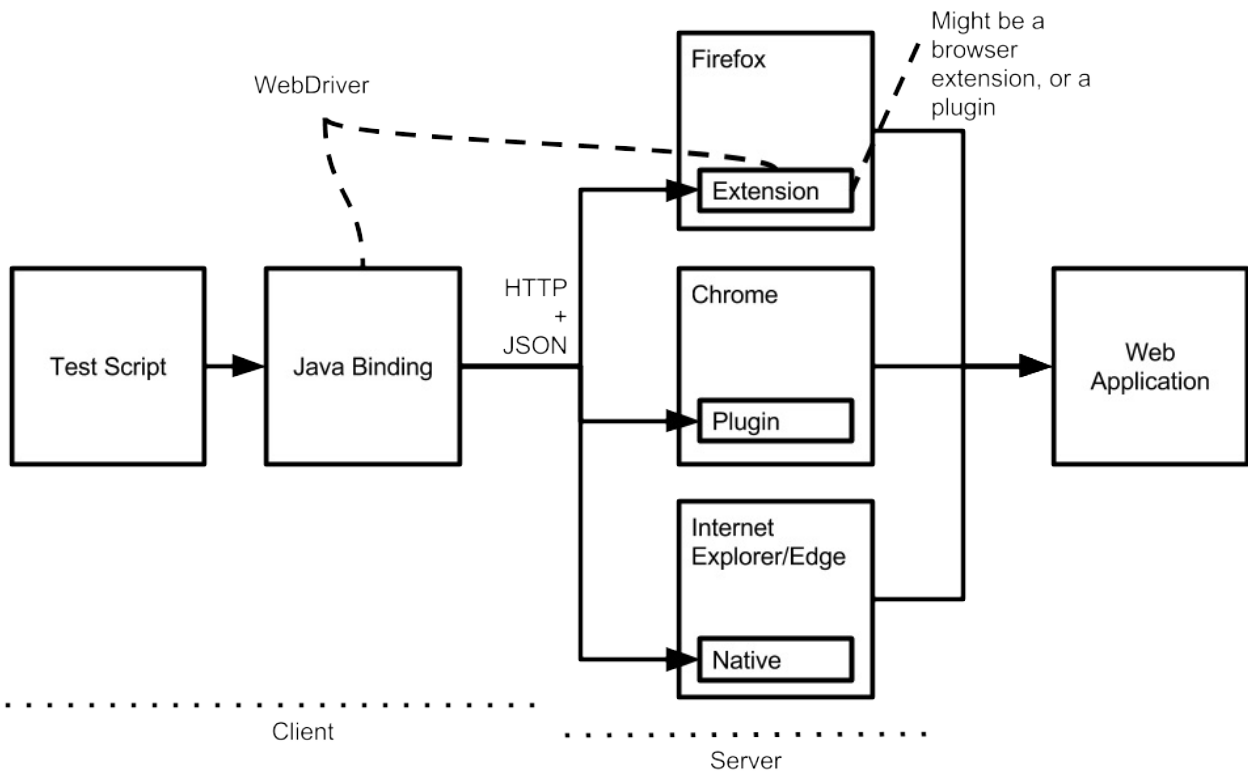 WebDriver
Firefox
Might be a
browser
extension, or a
plugin
Extension
Test Script
Java Binding
HTTP
+
JSON
Chrome
Plugin
Web
Application
Internet
Explorer/Edge
Native
Client
Server